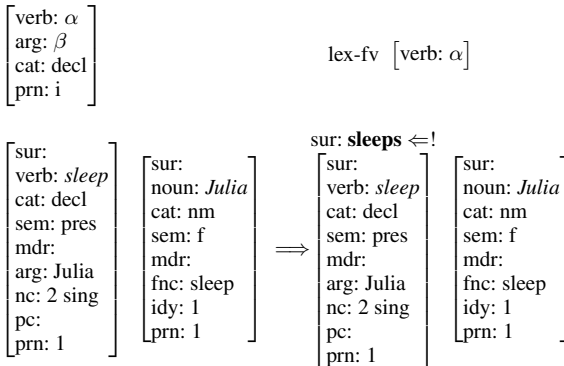 verb: α
arg: β
cat: decl
prn: i
lex-fv [verb: α]
sur: sleeps ⇐!
sur:
verb: sleep
cat: decl
sem: pres
mdr:
arg: Julia
nc: 2 sing
pc:
prn: 1
sur:
noun: Julia
cat: nm
sem: f
mdr:
fnc: sleep
idy: 1
prn: 1
⟹
sur:
verb: sleep
cat: decl
sem: pres
mdr:
arg: Julia
nc: 2 sing
pc:
prn: 1
sur:
noun: Julia
cat: nm
sem: f
mdr:
fnc: sleep
idy: 1
prn: 1